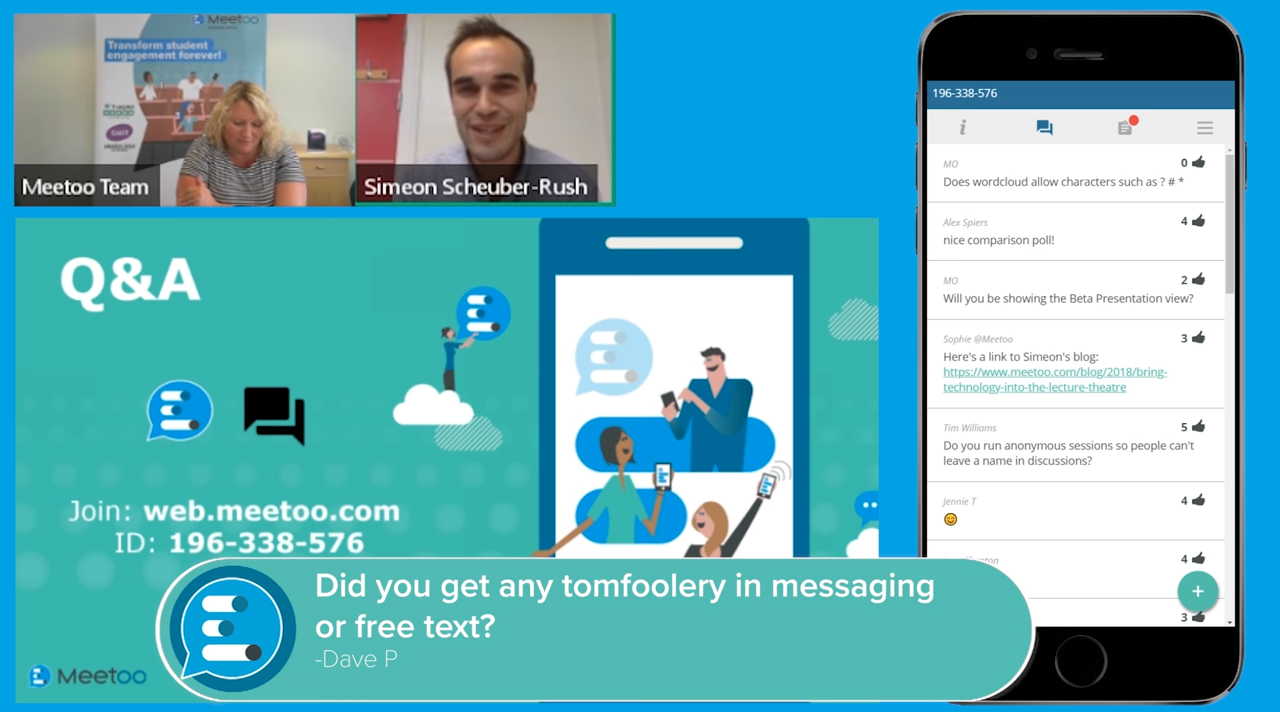 Meetoo
Transform student
engagement forever!
Meetoo Team
Simeon Scheuber-Rush
Q&A
Join: web.meetoo.com
ID: 196-338-576
Meetoo
Did you get any tomfoolery in messaging
or free text?
-Dave P
196-338-576
MO
0
Does wordcloud allow characters such as ? # *
Alex Spiers
4
nice comparison poll!
MO
2
Will you be showing the Beta Presentation view?
Sophie @Meetoo
3
Here's a link to Simeon's blog:
https://www.meetoo.com/blog/2018/bring-
technology-into-the-lecture-theatre
Tim Williams
5
Do you run anonymous sessions so people can't
leave a name in discussions?
Jennie T
4
4
+
3